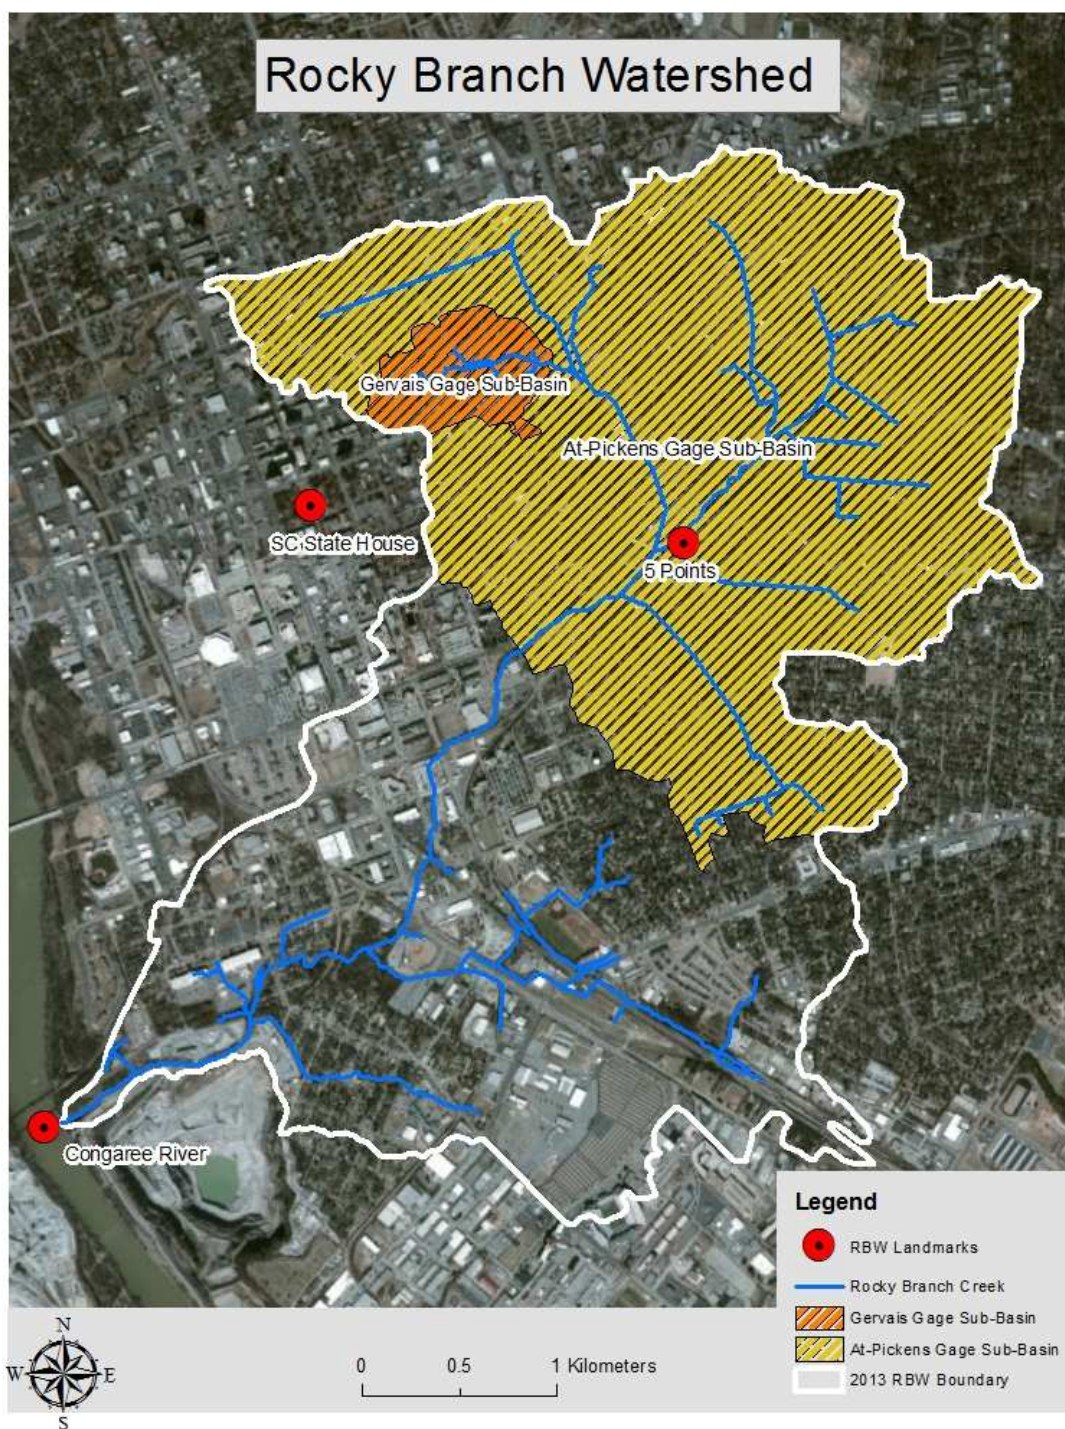 Rocky Branch Watershed
Gervais Gage Sub-Basin
At-Pickens Gage Sub-Basin
SC State House
5 Points
Congaree River
Legend
RBW Landmarks
Rocky Branch Creek
Gervais Gage Sub-Basin
At-Pickens Gage Sub-Basin
2013 RBW Boundary
N
W E
S
0 0.5 1 Kilometers